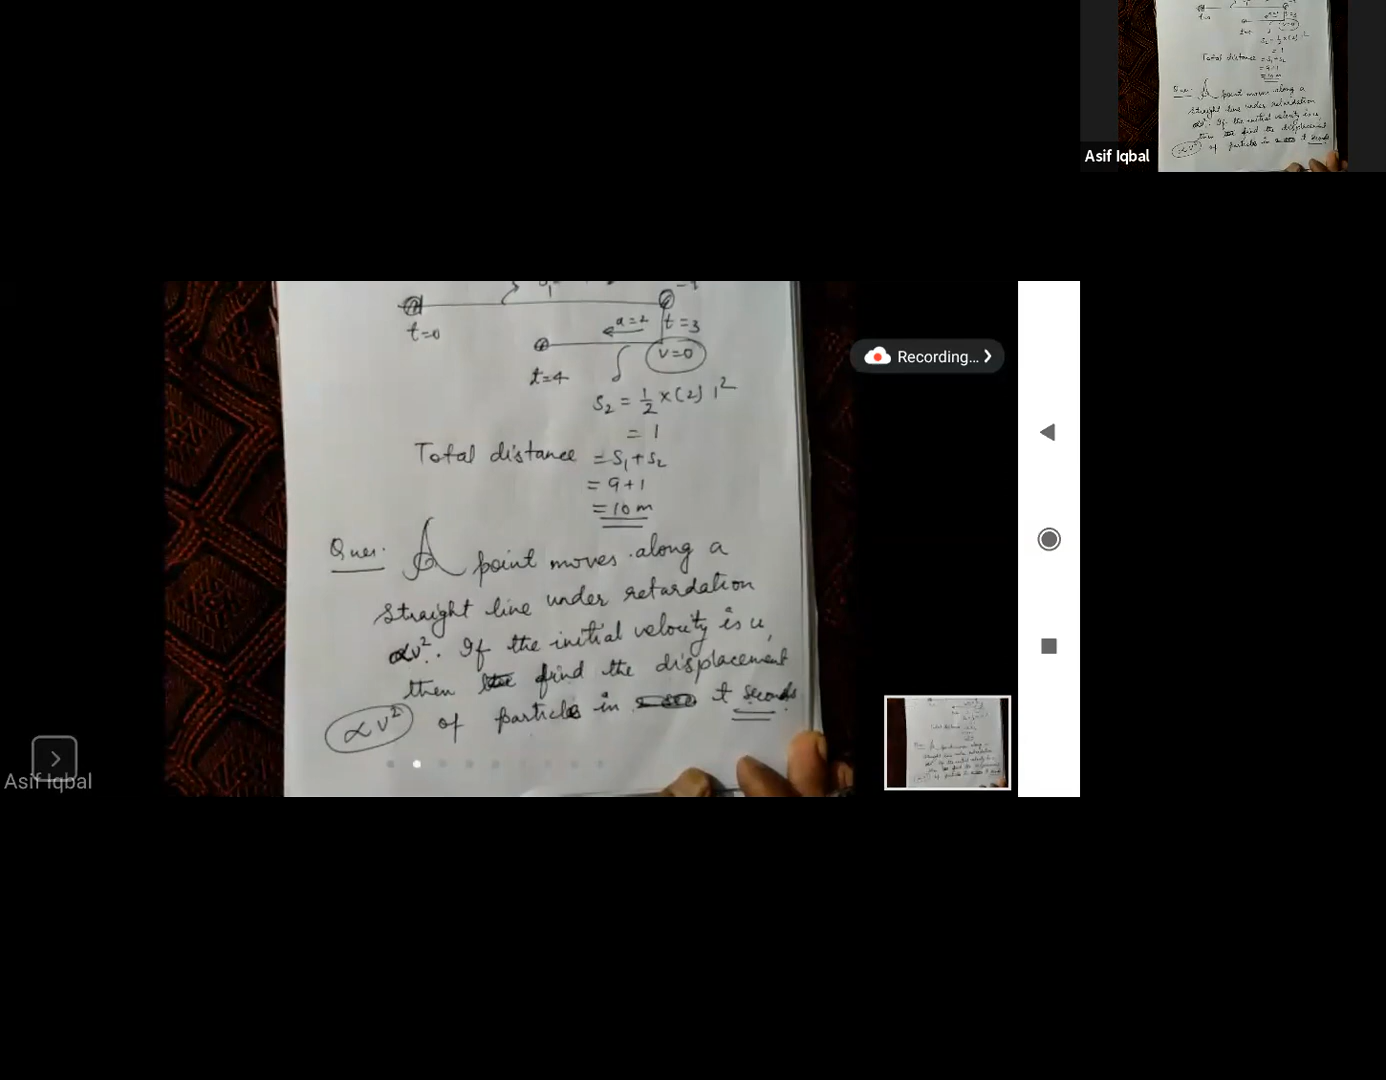 Asif Iqbal
t=0
a=2
t=3
v=0
t=4
S₂ = 1/2 ×(2) 1²
= 1
Total distance = S₁+S₂
= 9+1
= 10 m
Ques. A point moves along a
straight line under retardation
αv². If the initial velocity is u,
then find the displacement
αv² of particle in t seconds
Recording...
Asif Iqbal